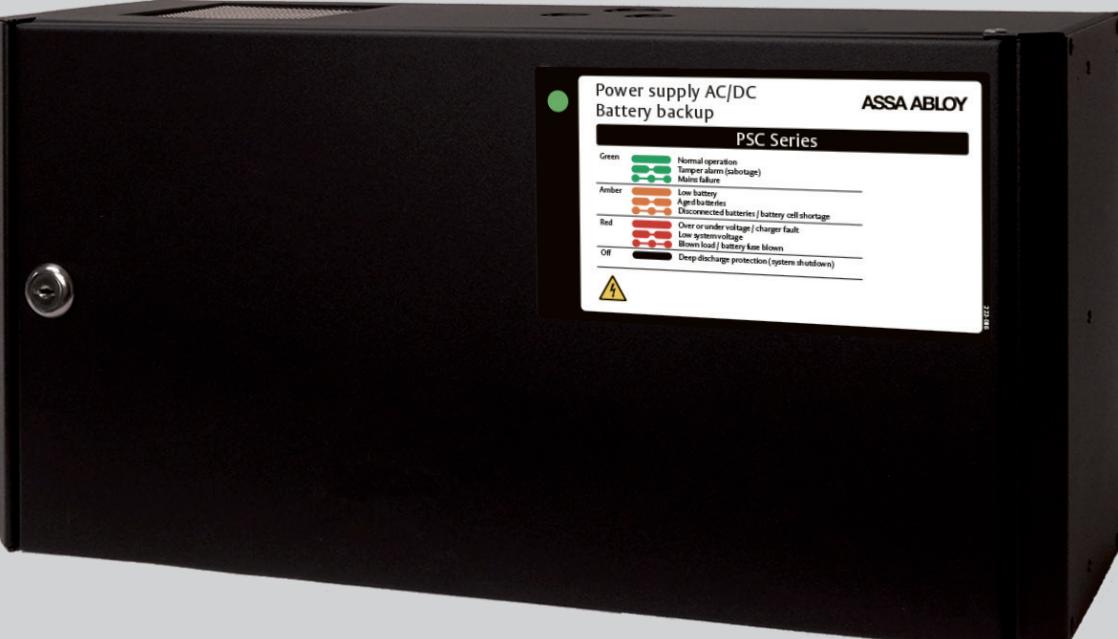 Power supply AC/DC
Battery backup
ASSA ABLOY
PSC Series
Green
Normal operation
Tamper alarm (sabotage)
Mains failure
Amber
Low battery
Aged batteries
Disconnected batteries / battery cell shortage
Red
Over or under voltage / charger fault
Low system voltage
Blown load / battery fuse blown
Off
Deep discharge protection (system shutdown)